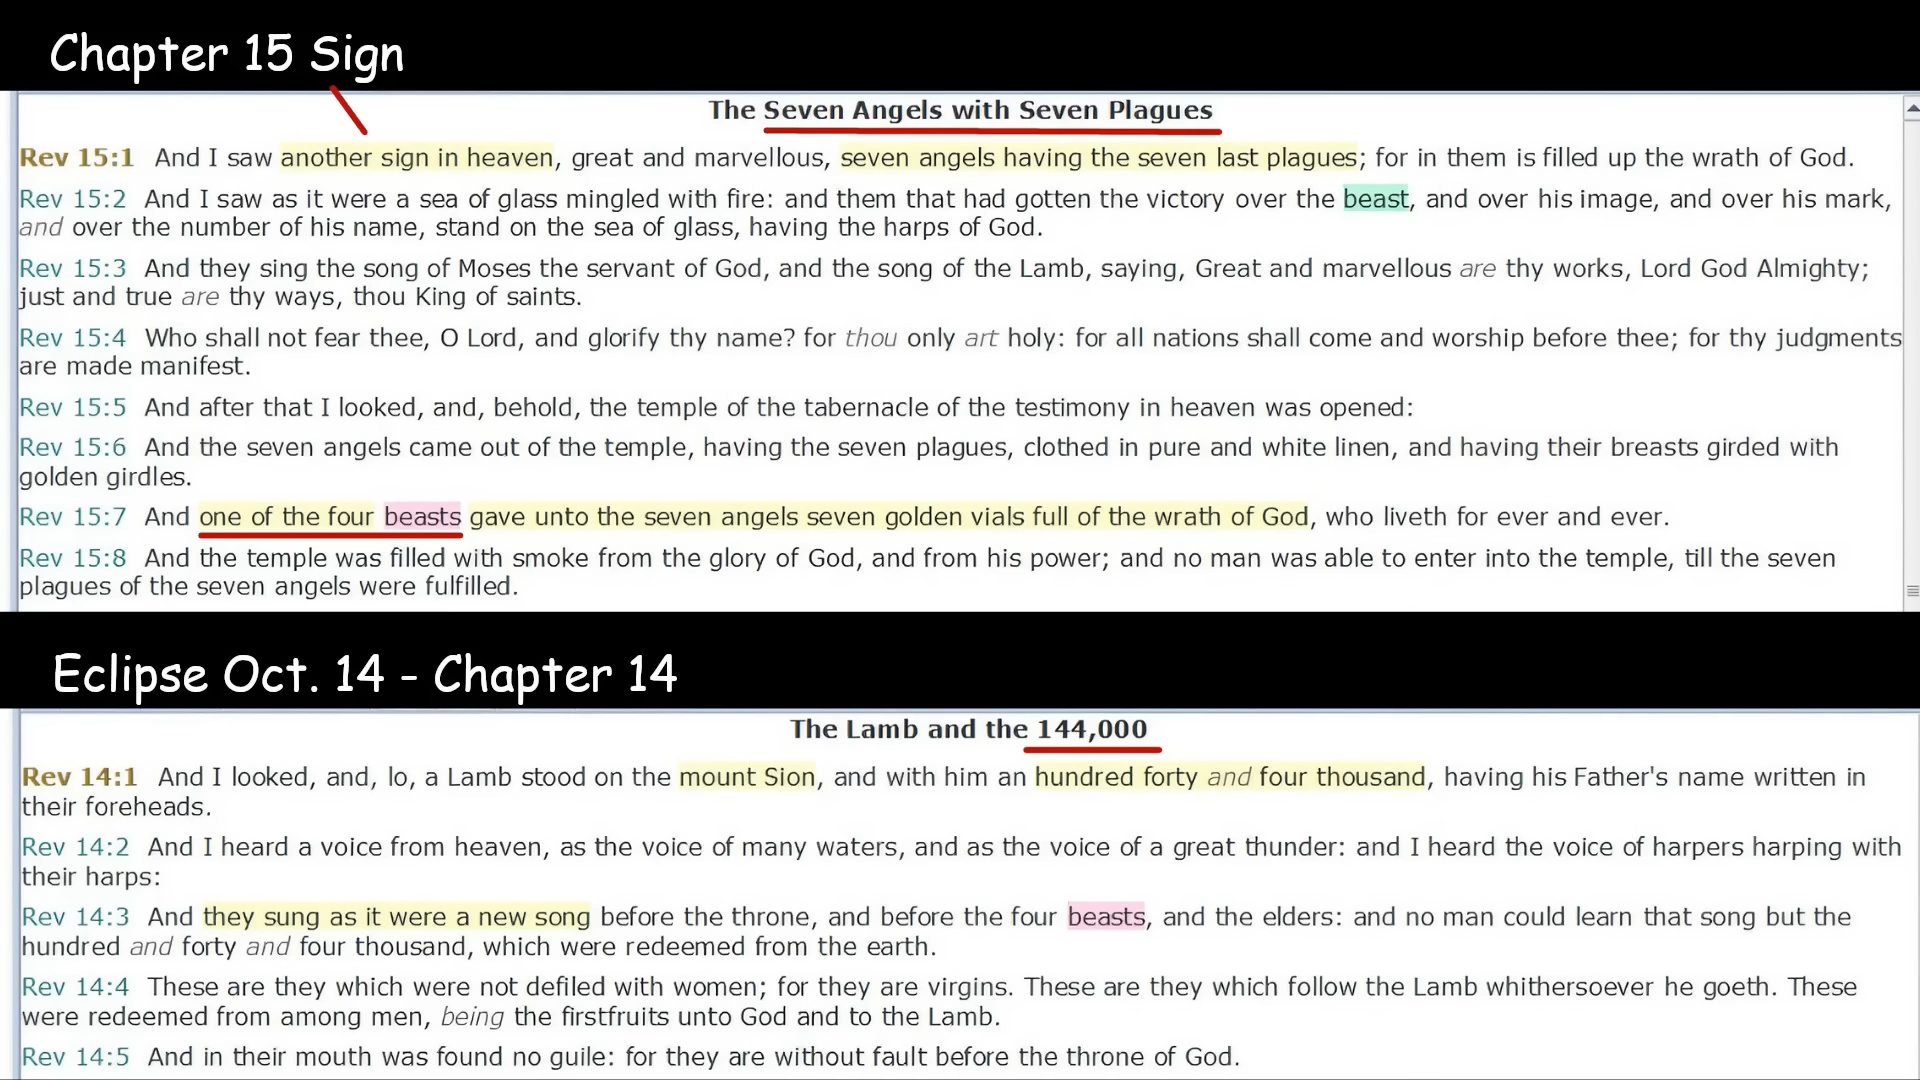 Chapter 15 Sign
The Seven Angels with Seven Plagues
Rev 15:1 And I saw another sign in heaven, great and marvellous, seven angels having the seven last plagues; for in them is filled up the wrath of God.
Rev 15:2 And I saw as it were a sea of glass mingled with fire: and them that had gotten the victory over the beast, and over his image, and over his mark,
and over the number of his name, stand on the sea of glass, having the harps of God.
Rev 15:3 And they sing the song of Moses the servant of God, and the song of the Lamb, saying, Great and marvellous are thy works, Lord God Almighty;
just and true are thy ways, thou King of saints.
Rev 15:4 Who shall not fear thee, O Lord, and glorify thy name? for thou only art holy: for all nations shall come and worship before thee; for thy judgments
are made manifest.
Rev 15:5 And after that I looked, and, behold, the temple of the tabernacle of the testimony in heaven was opened:
Rev 15:6 And the seven angels came out of the temple, having the seven plagues, clothed in pure and white linen, and having their breasts girded with
golden girdles.
Rev 15:7 And one of the four beasts gave unto the seven angels seven golden vials full of the wrath of God, who liveth for ever and ever.
Rev 15:8 And the temple was filled with smoke from the glory of God, and from his power; and no man was able to enter into the temple, till the seven
plagues of the seven angels were fulfilled.
Eclipse Oct. 14 - Chapter 14
The Lamb and the 144,000
Rev 14:1 And I looked, and, lo, a Lamb stood on the mount Sion, and with him an hundred forty and four thousand, having his Father's name written in
their foreheads.
Rev 14:2 And I heard a voice from heaven, as the voice of many waters, and as the voice of a great thunder: and I heard the voice of harpers harping with
their harps:
Rev 14:3 And they sung as it were a new song before the throne, and before the four beasts, and the elders: and no man could learn that song but the
hundred and forty and four thousand, which were redeemed from the earth.
Rev 14:4 These are they which were not defiled with women; for they are virgins. These are they which follow the Lamb whithersoever he goeth. These
were redeemed from among men, being the firstfruits unto God and to the Lamb.
Rev 14:5 And in their mouth was found no guile: for they are without fault before the throne of God.